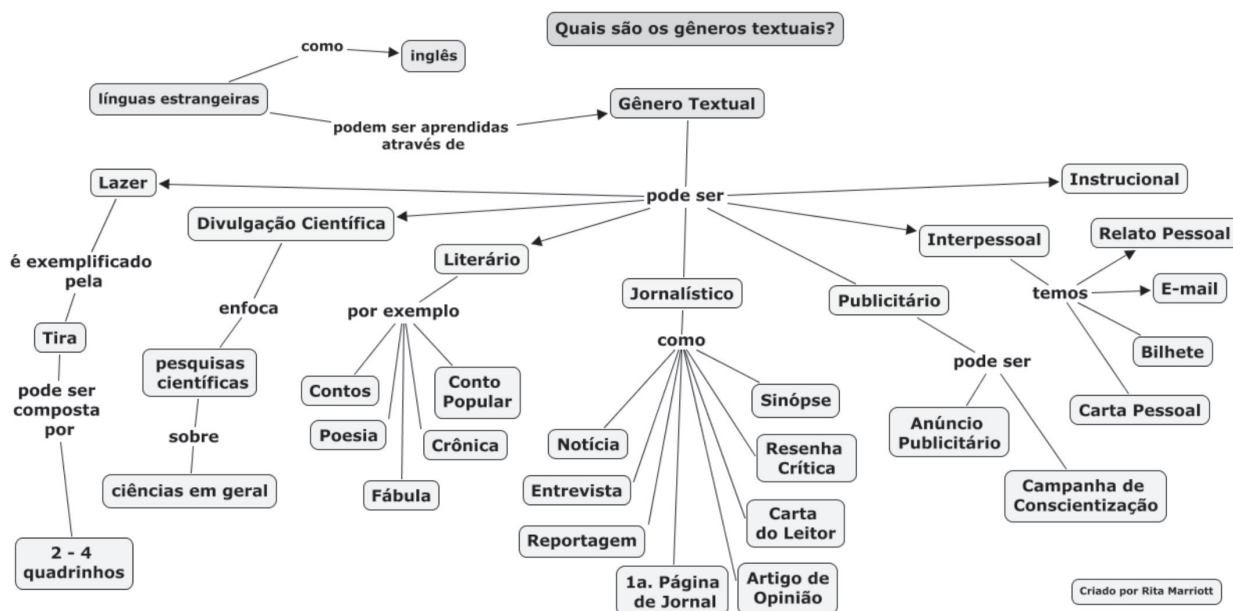 Quais são os gêneros textuais?
como
inglês
línguas estrangeiras
Gênero Textual
podem ser aprendidas
através de
Lazer
pode ser
Instrucional
Divulgação Científica
Interpessoal
Relato Pessoal
é exemplificado
pela
Literário
Jornalístico
Publicitário
temos
E-mail
enfoca
por exemplo
como
Tira
pode ser
Bilhete
pesquisas
científicas
Contos
Conto
Popular
Sinópse
Carta Pessoal
pode ser
composta
por
Poesia
Crônica
Notícia
Resenha
Crítica
Anúncio
Publicitário
sobre
ciências em geral
Fábula
Entrevista
Carta
do Leitor
Campanha de
Conscientização
Reportagem
2 - 4
quadrinhos
1a. Página
de Jornal
Artigo de
Opinião
Criado por Rita Marriott